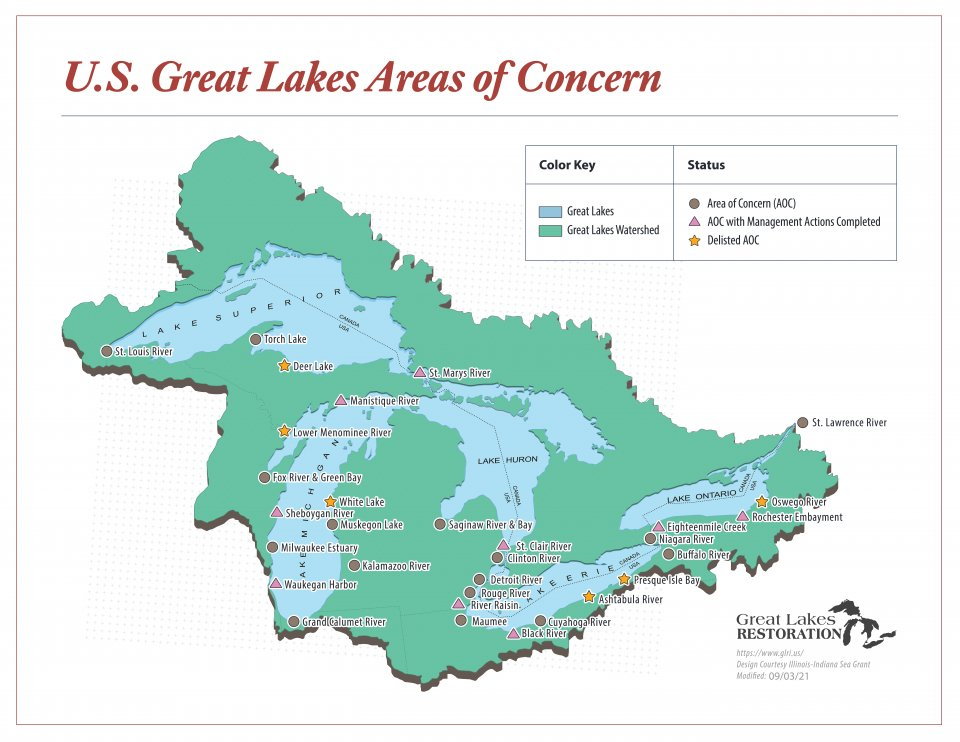 U.S. Great Lakes Areas of Concern
Color Key
Status
Great Lakes
Great Lakes Watershed
Area of Concern (AOC)
AOC with Management Actions Completed
Delisted AOC
LAKE SUPERIOR
CANADA
USA
St. Louis River
Torch Lake
Deer Lake
St. Marys River
Manistique River
Lower Menominee River
St. Lawrence River
LAKE HURON
CANADA
USA
LAKE MICHIGAN
Fox River & Green Bay
White Lake
Sheboygan River
Muskegon Lake
Saginaw River & Bay
LAKE ONTARIO
CANADA
USA
Oswego River
Rochester Embayment
Eighteenmile Creek
Niagara River
Buffalo River
Milwaukee Estuary
Kalamazoo River
St. Clair River
Clinton River
Waukegan Harbor
Detroit River
Rouge River
River Raisin
LAKE ERIE
CANADA
USA
Presque Isle Bay
Ashtabula River
Grand Calumet River
Maumee
Cuyahoga River
Black River
Great Lakes
RESTORATION
https://www.glri.us/
Design Courtesy Illinois-Indiana Sea Grant
Modified: 09/03/21